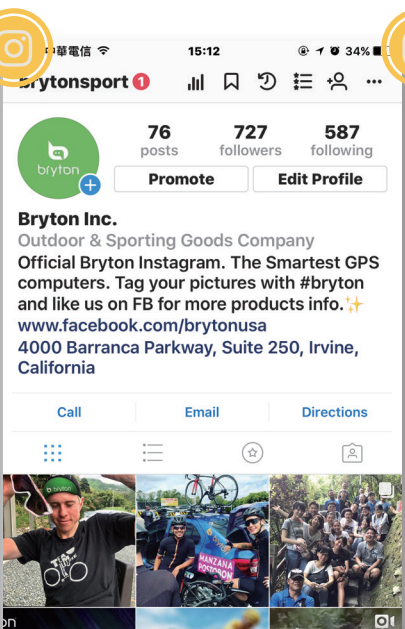 中華電信 15:12 34%
brytonsport 1
76 727 587
posts followers following
bryton
Promote Edit Profile
Bryton Inc.
Outdoor & Sporting Goods Company
Official Bryton Instagram. The Smartest GPS
computers. Tag your pictures with #bryton
and like us on FB for more products info.✨
www.facebook.com/brytonusa
4000 Barranca Parkway, Suite 250, Irvine,
California
Call Email Directions
bryton
MANZANA
POSTOBON